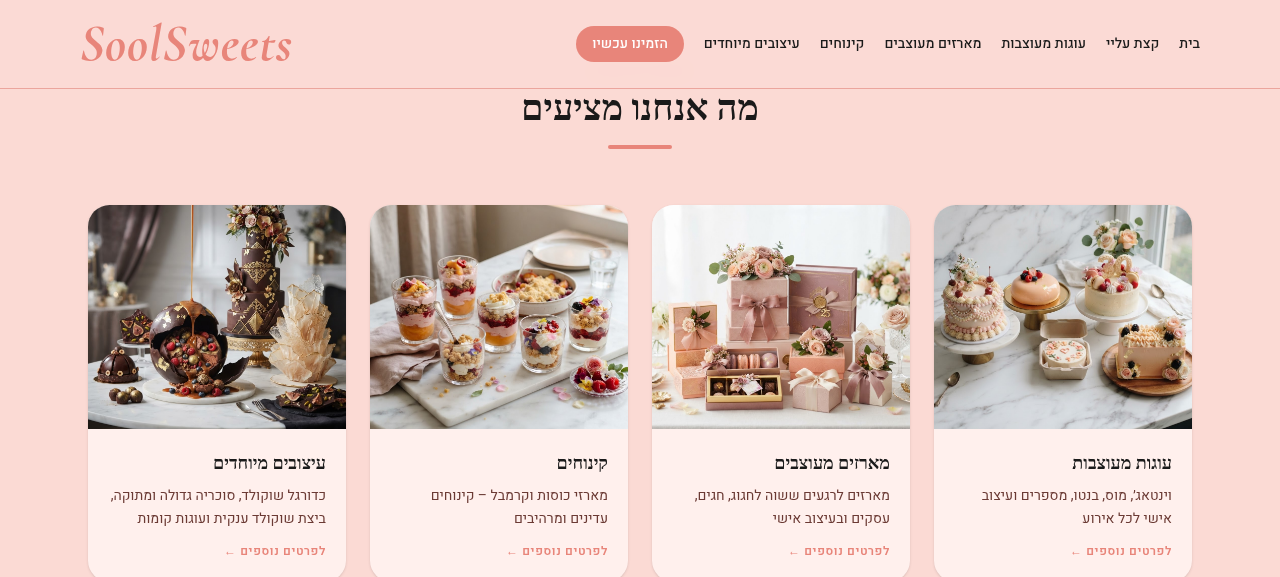 SoolSweets
בית
קצת עליי
עוגות מעוצבות
מארזים מעוצבים
קינוחים
עיצובים מיוחדים
הזמינו עכשיו
מה אנחנו מציעים
עוגות מעוצבות
וינטאג', מוס, בנטו, מספרים ועיצוב
אישי לכל אירוע
לפרטים נוספים ←
מארזים מעוצבים
מארזים לרגעים ששווה לחגוג, חגים,
עסקים ובעיצוב אישי
לפרטים נוספים ←
קינוחים
מארזי כוסות וקרמבל – קינוחים
עדינים ומרהיבים
לפרטים נוספים ←
עיצובים מיוחדים
כדורגל שוקולד, סוכריה גדולה ומתוקה,
ביצת שוקולד ענקית ועוגות קומות
לפרטים נוספים ←